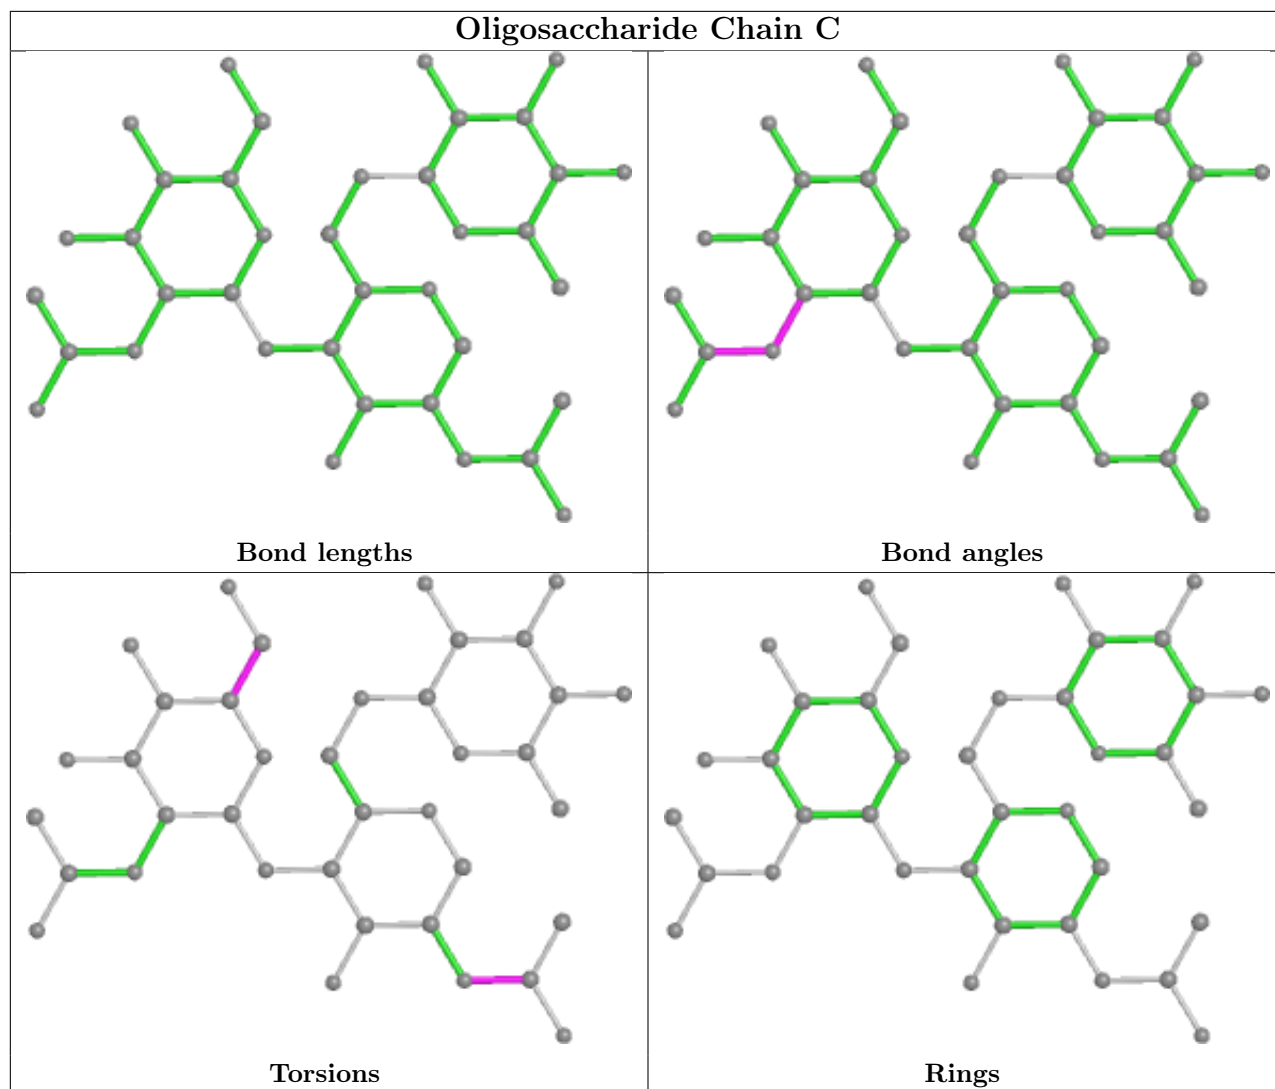 Oligosaccharide Chain C
Bond lengths
Bond angles
Torsions
Rings